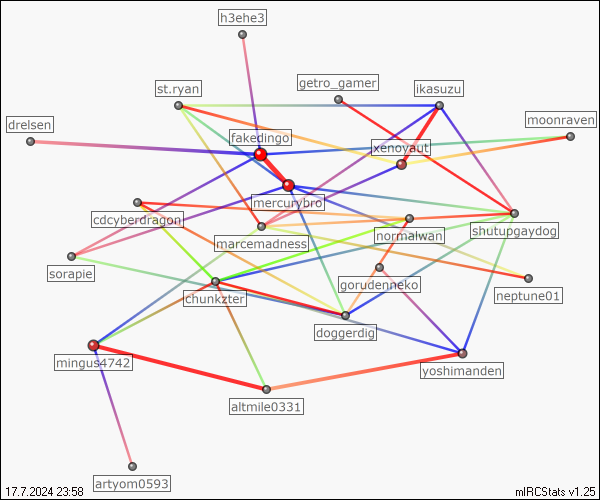 h3ehe3
st.ryan
getro_gamer
ikasuzu
moonraven
drelsen
fakedingo
xenoyaut
mercurypro
cdcyberdragon
marcemadness
normalwan
shutupgaydog
sorapie
gorudenneko
neptune01
chunkzter
doggerdig
mingus4742
yoshimanden
altmile0331
artyom0593
17.7.2024 23:58
mIRCStats v1.25